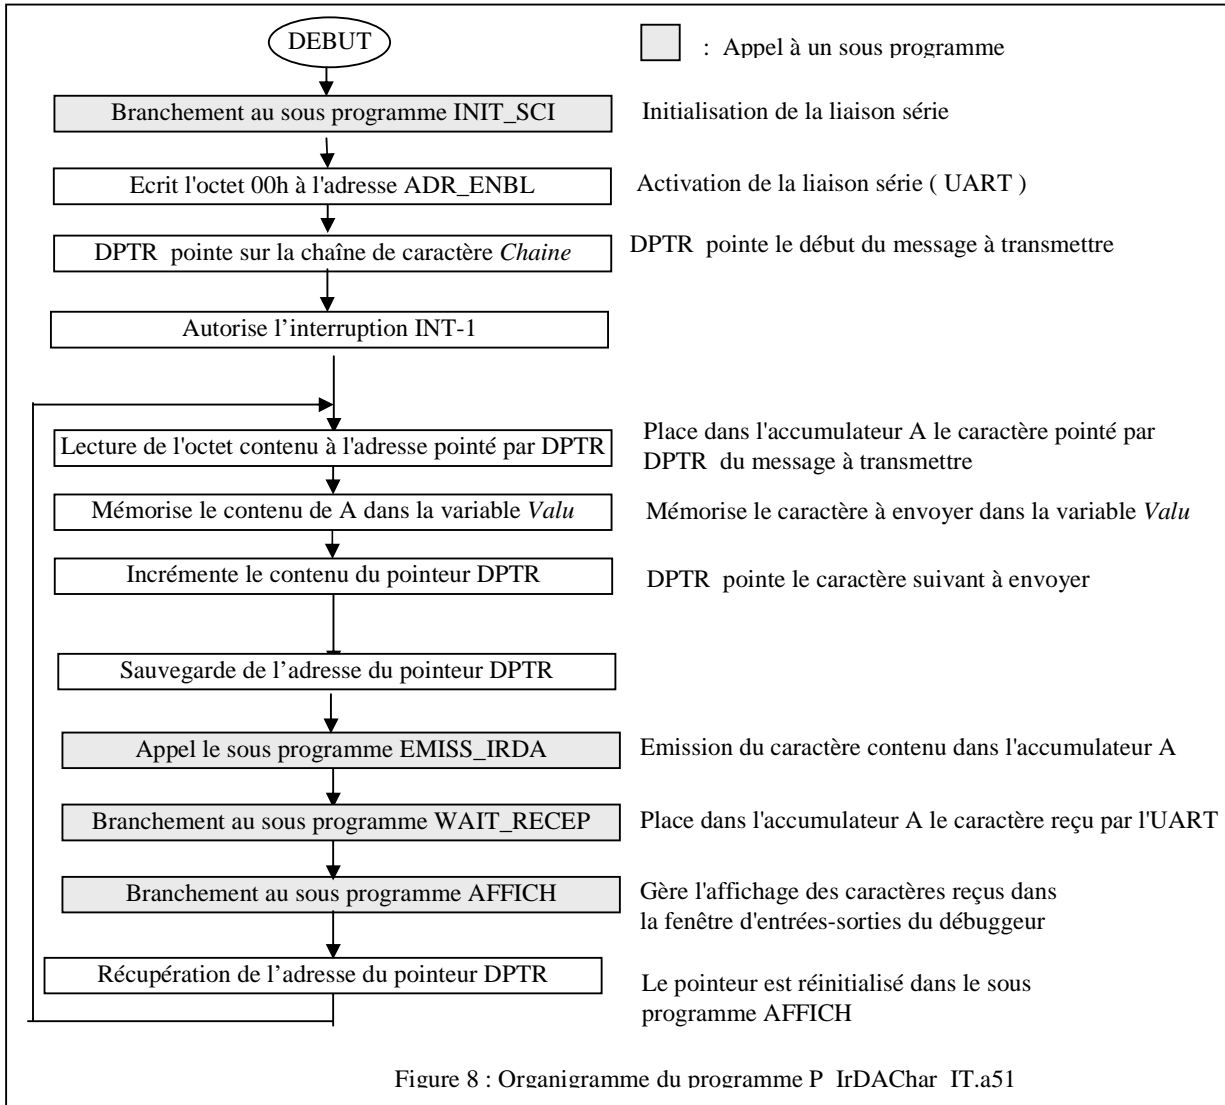 DEBUT
: Appel à un sous programme
Branchement au sous programme INIT_SCI
Initialisation de la liaison série
Ecrit l'octet 00h à l'adresse ADR_ENBL
Activation de la liaison série ( UART )
DPTR pointe sur la chaîne de caractère Chaine
DPTR pointe le début du message à transmettre
Autorise l’interruption INT-1
Lecture de l'octet contenu à l'adresse pointé par DPTR
Place dans l'accumulateur A le caractère pointé par
DPTR du message à transmettre
Mémorise le contenu de A dans la variable Valu
Mémorise le caractère à envoyer dans la variable Valu
Incrémente le contenu du pointeur DPTR
DPTR pointe le caractère suivant à envoyer
Sauvegarde de l’adresse du pointeur DPTR
Appel le sous programme EMISS_IRDA
Emission du caractère contenu dans l'accumulateur A
Branchement au sous programme WAIT_RECEP
Place dans l'accumulateur A le caractère reçu par l'UART
Branchement au sous programme AFFICH
Gère l'affichage des caractères reçus dans
la fenêtre d'entrées-sorties du débuggeur
Récupération de l’adresse du pointeur DPTR
Le pointeur est réinitialisé dans le sous
programme AFFICH
Figure 8 : Organigramme du programme P_IrDAChar_IT.a51